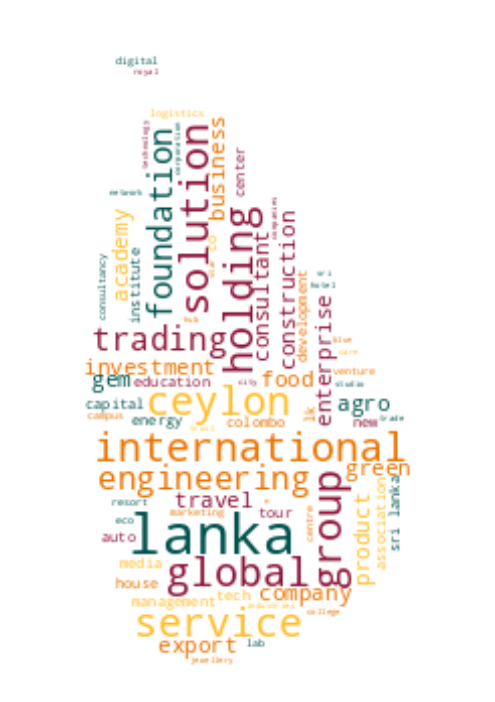 digital
royal
logistics
technology
corporation
solution
foundation
business
center
network
companies
academy
institute
consultancy
holding
consultant
construction
co
development
sri
hotel
enterprise
hub
trading
blue
care
investment
gem
education
city
food
venture
studio
capital
ceylon
lk
agro
campus
energy
colombo
new
trade
international
engineering
green
group
product
association
sri lanka
travel
resort
marketing
tour
centre
eco
lanka
auto
media
global
house
tech
company
management
industries
college
service
export
lab
jewellery